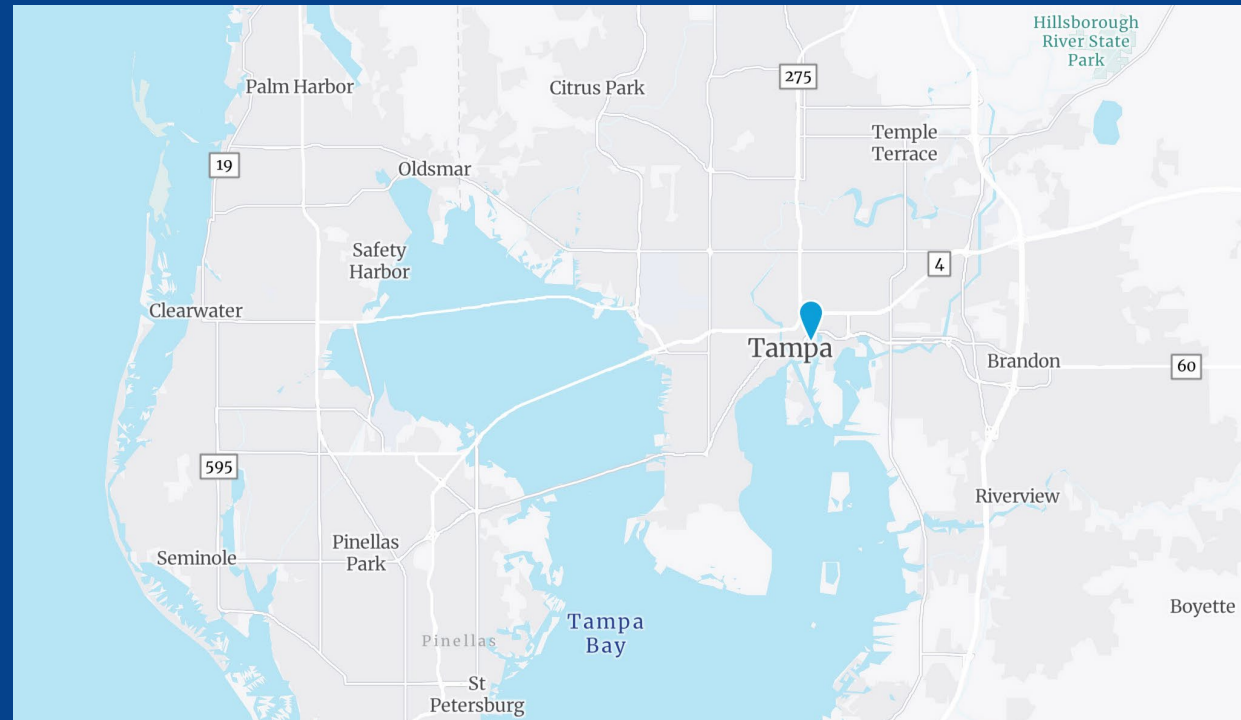 Hillsborough
River State
Park
Palm Harbor
Citrus Park
275
Temple
Terrace
19
Oldsmar
Safety
Harbor
4
Clearwater
Tampa
Brandon
60
595
Riverview
Seminole
Pinellas
Park
Boyette
Tampa
Bay
Pinellas
St
Petersburg